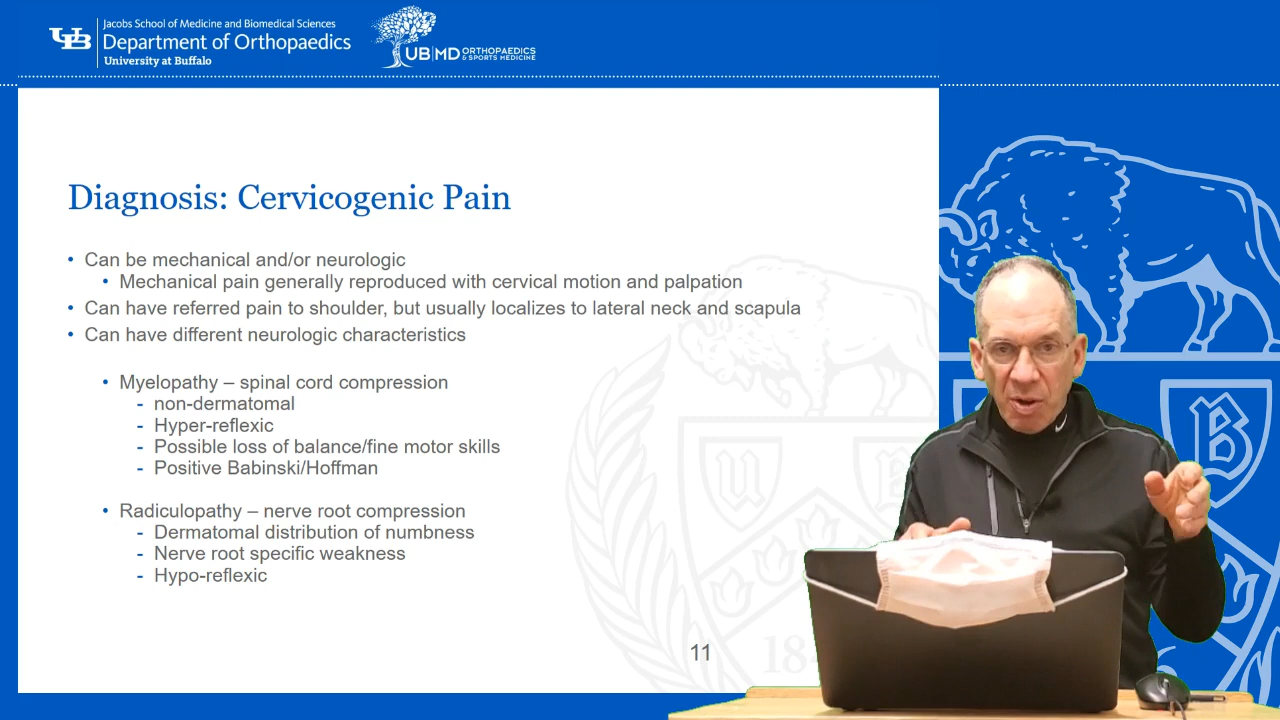 UB
Jacobs School of Medicine and Biomedical Sciences
Department of Orthopaedics
University at Buffalo
UB|MD ORTHOPAEDICS
& SPORTS MEDICINE
Diagnosis: Cervicogenic Pain
• Can be mechanical and/or neurologic
• Mechanical pain generally reproduced with cervical motion and palpation
• Can have referred pain to shoulder, but usually localizes to lateral neck and scapula
• Can have different neurologic characteristics
• Myelopathy – spinal cord compression
- non-dermatomal
- Hyper-reflexic
- Possible loss of balance/fine motor skills
- Positive Babinski/Hoffman
• Radiculopathy – nerve root compression
- Dermatomal distribution of numbness
- Nerve root specific weakness
- Hypo-reflexic
11
U
B
18